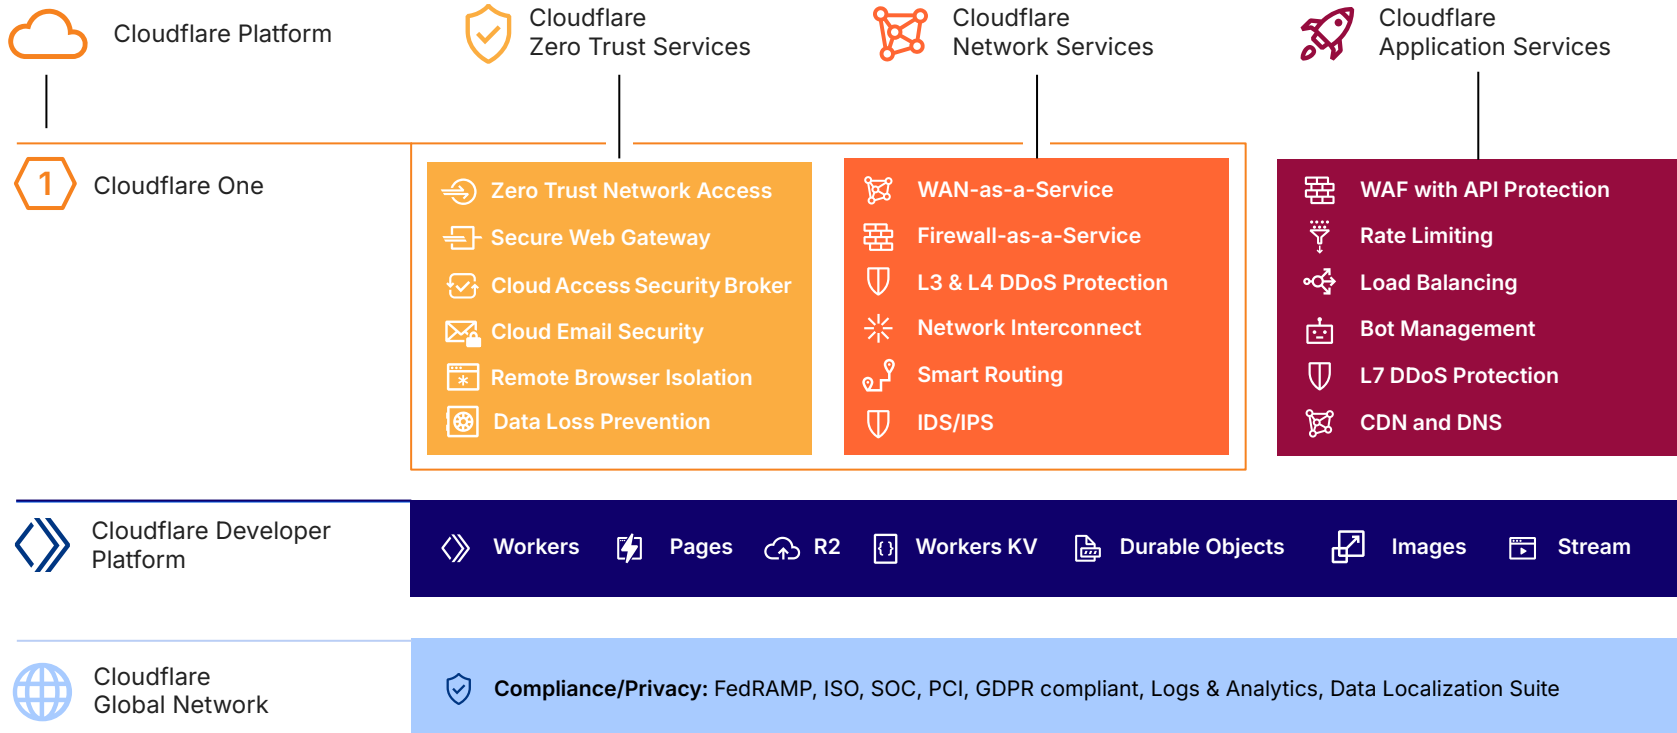 Cloudflare Platform
Cloudflare
Zero Trust Services
Cloudflare
Network Services
Cloudflare
Application Services
1
Cloudflare One
Zero Trust Network Access
Secure Web Gateway
Cloud Access Security Broker
Cloud Email Security
Remote Browser Isolation
Data Loss Prevention
WAN-as-a-Service
Firewall-as-a-Service
L3 & L4 DDoS Protection
Network Interconnect
Smart Routing
IDS/IPS
WAF with API Protection
Rate Limiting
Load Balancing
Bot Management
L7 DDoS Protection
CDN and DNS
Cloudflare Developer
Platform
Workers
Pages
R2
Workers KV
Durable Objects
Images
Stream
Cloudflare
Global Network
Compliance/Privacy: FedRAMP, ISO, SOC, PCI, GDPR compliant, Logs & Analytics, Data Localization Suite